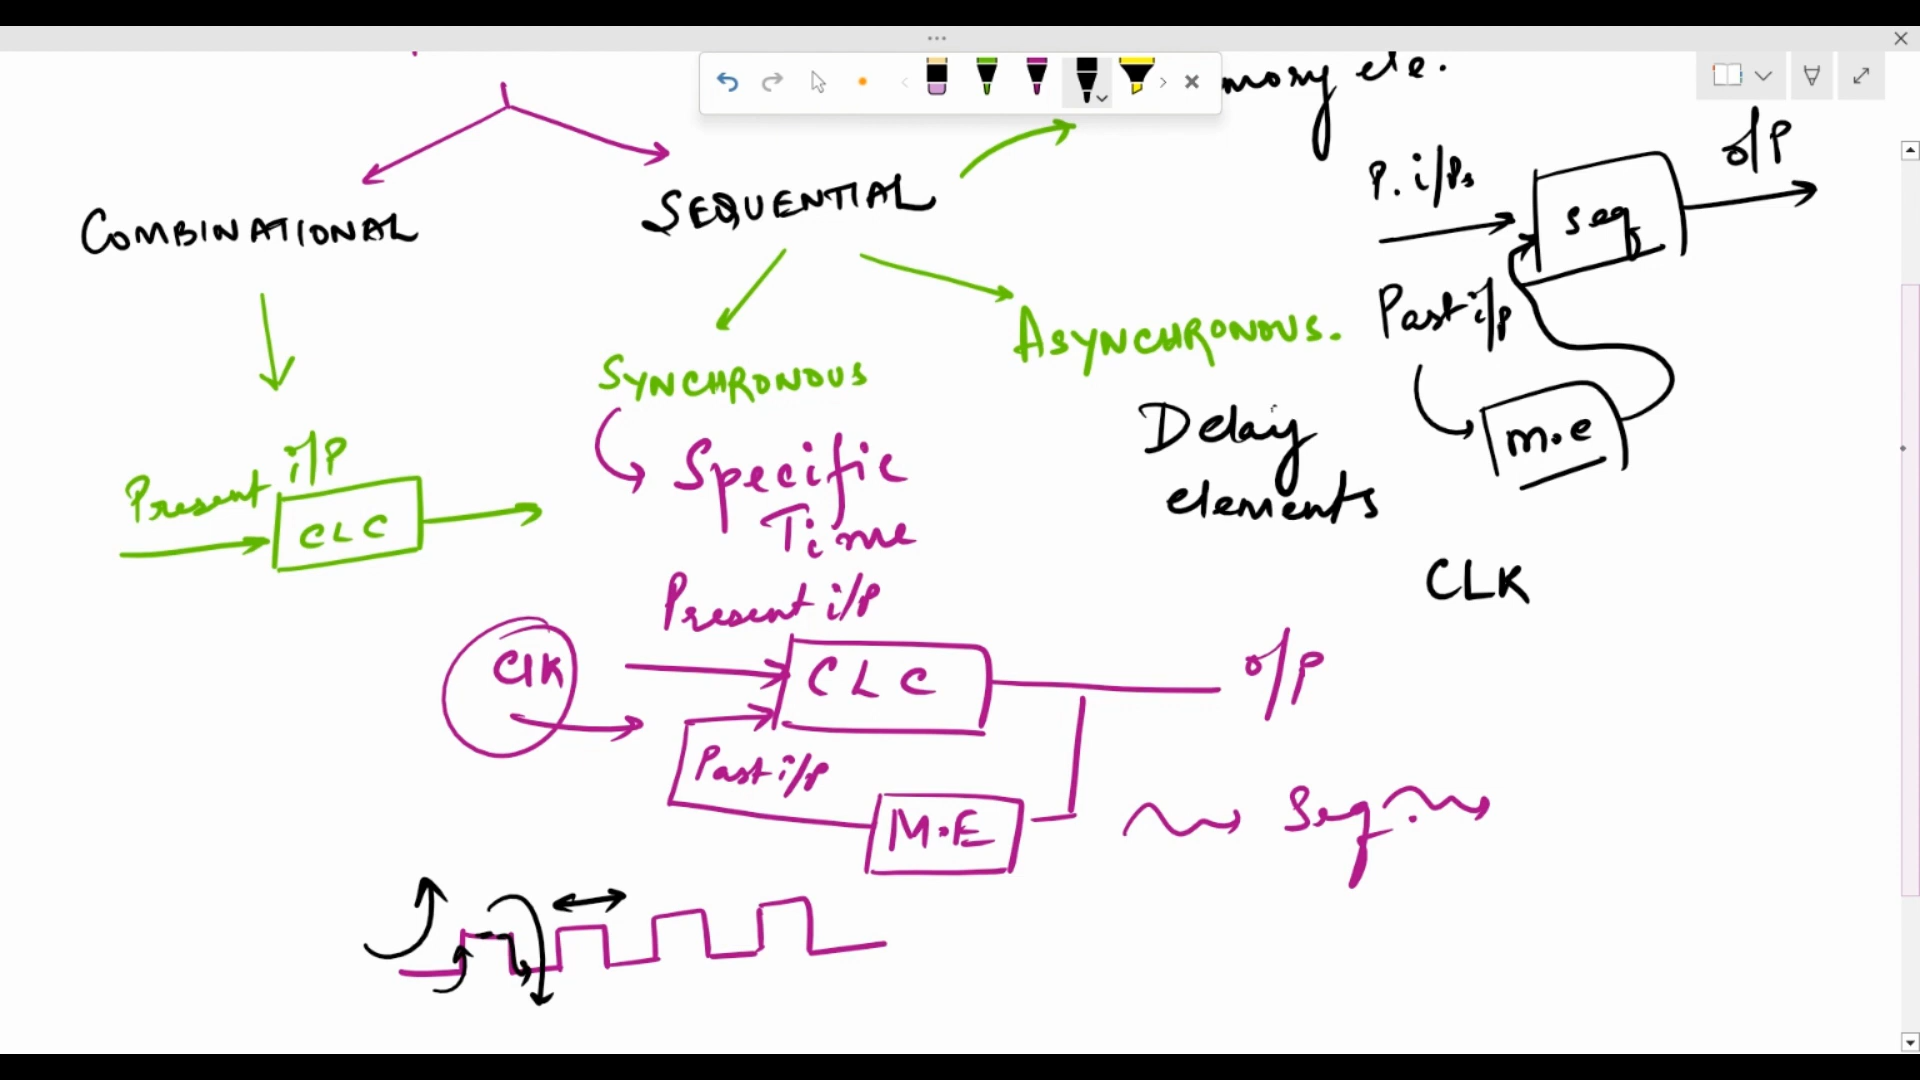 mory etc.
COMBINATIONAL
SEQUENTIAL
P. i/Ps
seq
o/p
SYNCHRONOUS
ASYNCHRONOUS.
Past i/p
m.e
Present i/P
CLC
Specific
Time
Delay
elements
CLK
Present i/p
Clk
CLC
o/p
Past i/p
M.E
Seq.